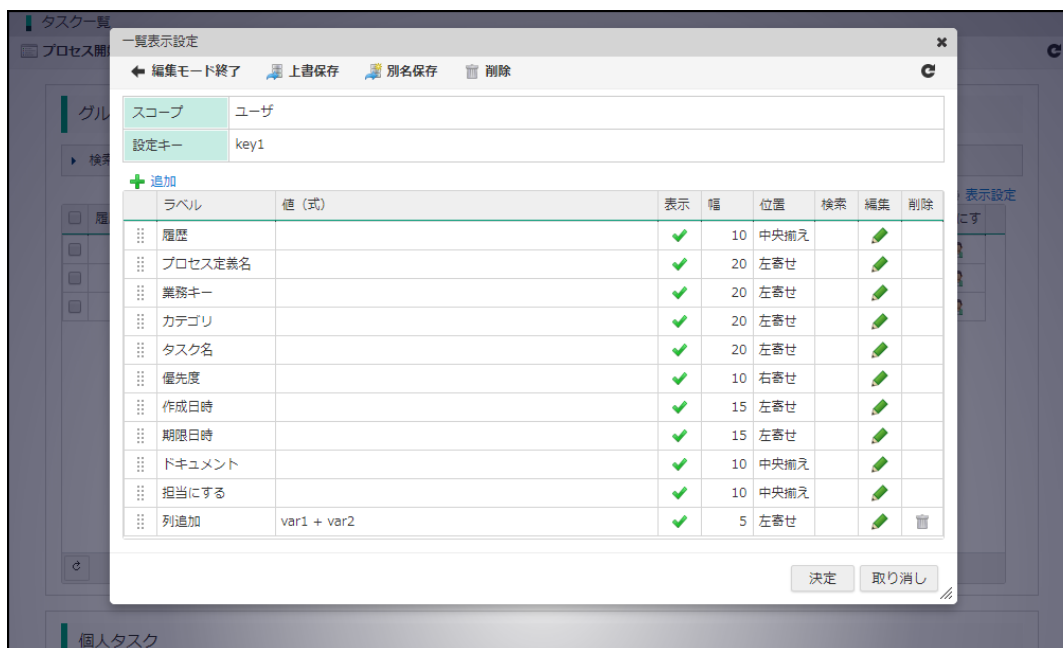 タスク一覧
プロセス開
一覧表示設定
編集モード終了 上書保存 別名保存 削除
スコープ ユーザ
設定キー key1
グル
検索
追加
表示設定
ラベル 値（式） 表示 幅 位置 検索 編集 削除
履 こす
履歴 10 中央揃え
プロセス定義名 20 左寄せ
業務キー 20 左寄せ
カテゴリ 20 左寄せ
タスク名 20 左寄せ
優先度 10 右寄せ
作成日時 15 左寄せ
期限日時 15 左寄せ
ドキュメント 10 中央揃え
担当にする 10 中央揃え
列追加 var1 + var2 5 左寄せ
決定 取り消し
個人タスク